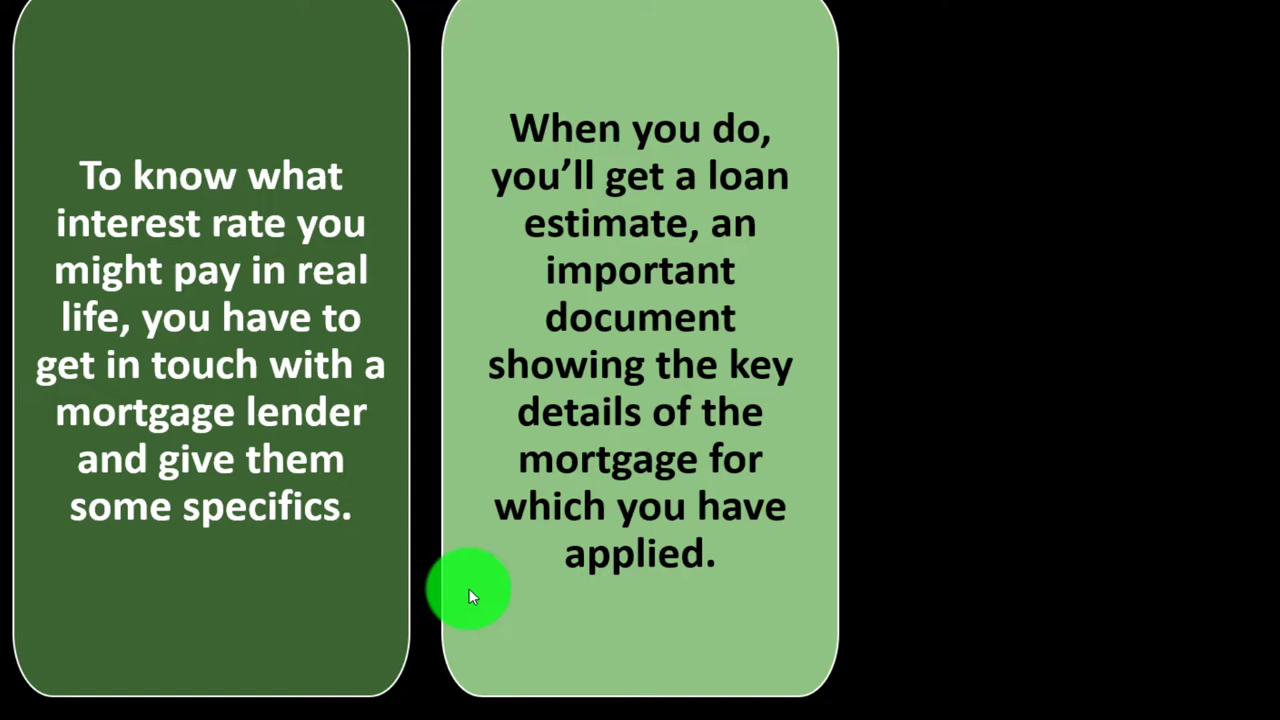 To know what
interest rate you
might pay in real
life, you have to
get in touch with a
mortgage lender
and give them
some specifics.
When you do,
you’ll get a loan
estimate, an
important
document
showing the key
details of the
mortgage for
which you have
applied.